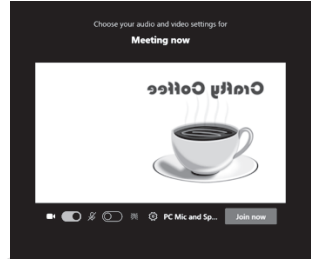 Choose your audio and video settings for
Meeting now
Crafty Coffee
PC Mic and Sp...
Join now